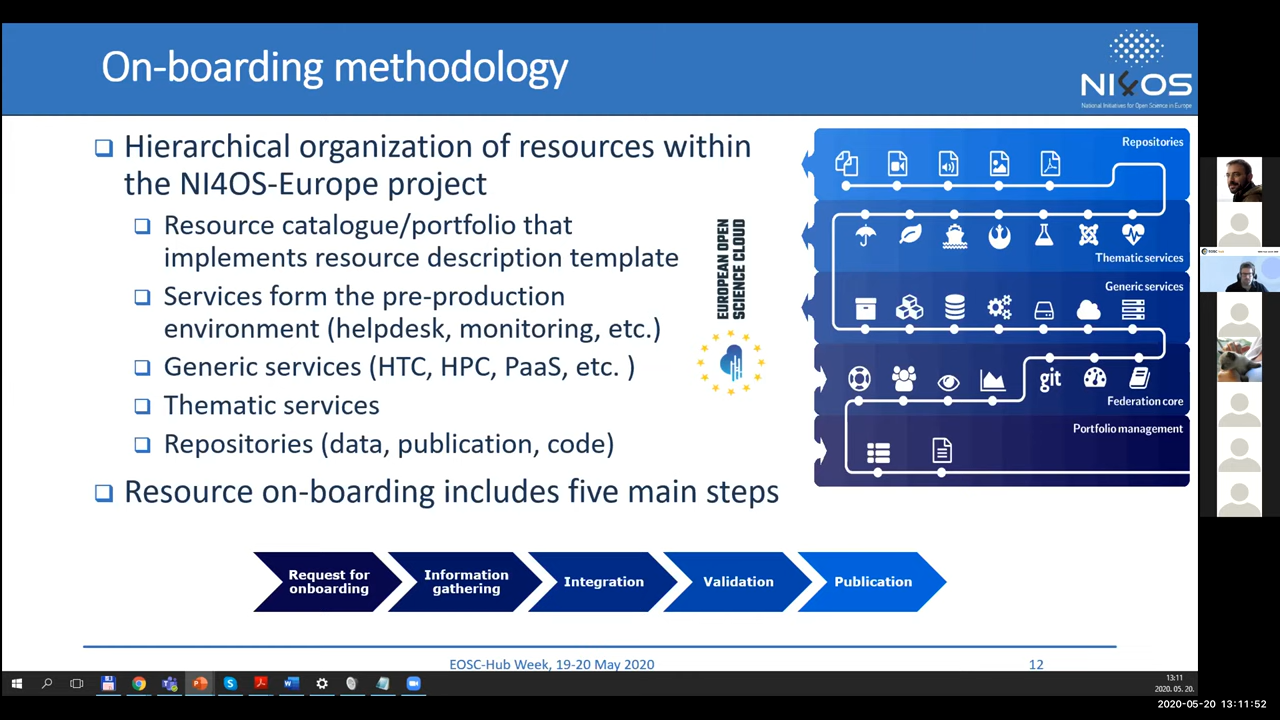 On-boarding methodology
NI4OS
National Initiatives for Open Science in Europe
Hierarchical organization of resources within
the NI4OS-Europe project
Resource catalogue/portfolio that
implements resource description template
Services form the pre-production
environment (helpdesk, monitoring, etc.)
Generic services (HTC, HPC, PaaS, etc. )
Thematic services
Repositories (data, publication, code)
Resource on-boarding includes five main steps
EUROPEAN OPEN
SCIENCE CLOUD
Repositories
Thematic services
Generic services
git
Federation core
Portfolio management
Request for
onboarding
Information
gathering
Integration
Validation
Publication
EOSC-Hub Week, 19-20 May 2020
12
13:11
2020. 05. 20.
2020-05-20 13:11:52